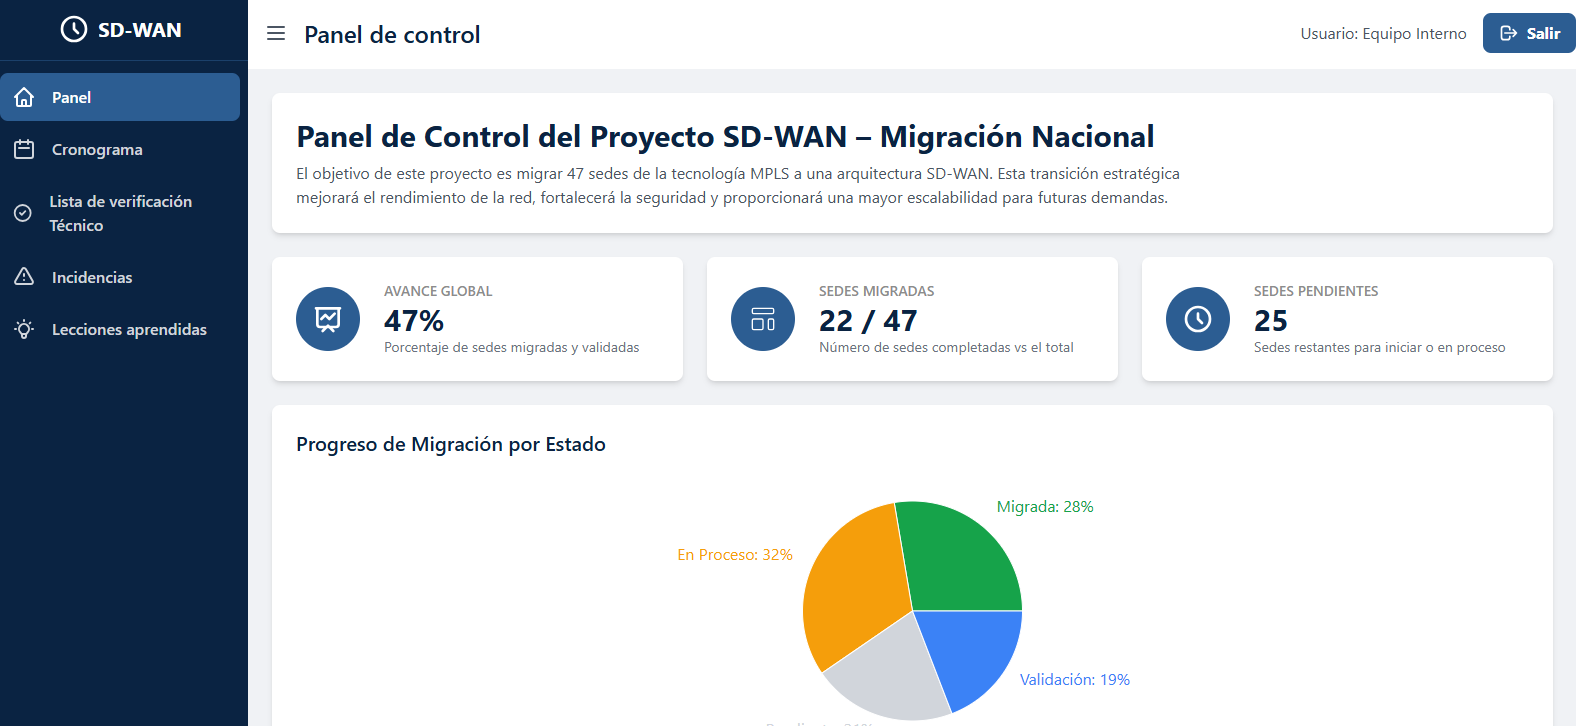 SD-WAN
Panel
Cronograma
Lista de verificación
Técnico
Incidencias
Lecciones aprendidas
Panel de control
Usuario: Equipo Interno
Salir
Panel de Control del Proyecto SD-WAN – Migración Nacional
El objetivo de este proyecto es migrar 47 sedes de la tecnología MPLS a una arquitectura SD-WAN. Esta transición estratégica
mejorará el rendimiento de la red, fortalecerá la seguridad y proporcionará una mayor escalabilidad para futuras demandas.
AVANCE GLOBAL
47%
Porcentaje de sedes migradas y validadas
SEDES MIGRADAS
22 / 47
Número de sedes completadas vs el total
SEDES PENDIENTES
25
Sedes restantes para iniciar o en proceso
Progreso de Migración por Estado
Migrada: 28%
En Proceso: 32%
Validación: 19%